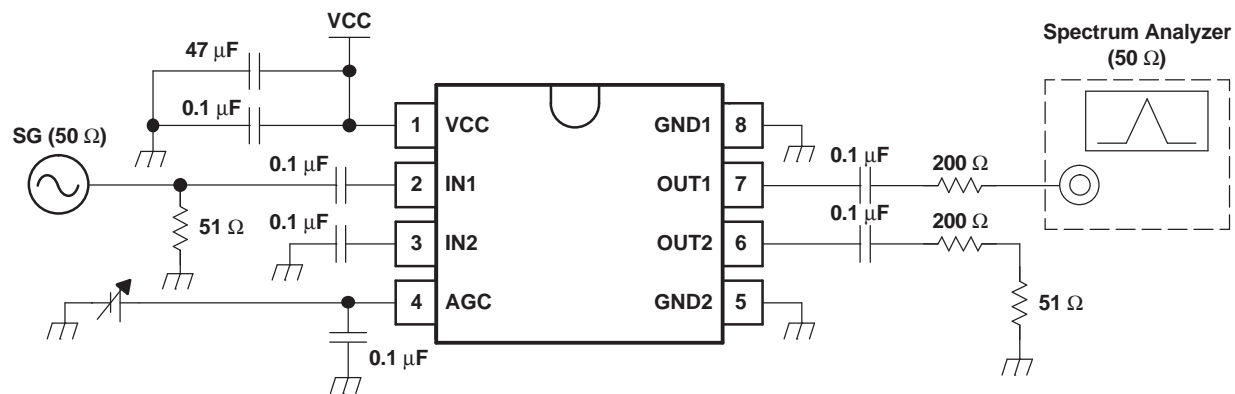 VCC
Spectrum Analyzer
(50 Ω)
47 μF
0.1 μF
SG (50 Ω)
1 VCC GND1 8
0.1 μF
0.1 μF
200 Ω
2 IN1 OUT1 7
51 Ω
0.1 μF
0.1 μF
200 Ω
3 IN2 OUT2 6
4 AGC GND2 5
51 Ω
0.1 μF